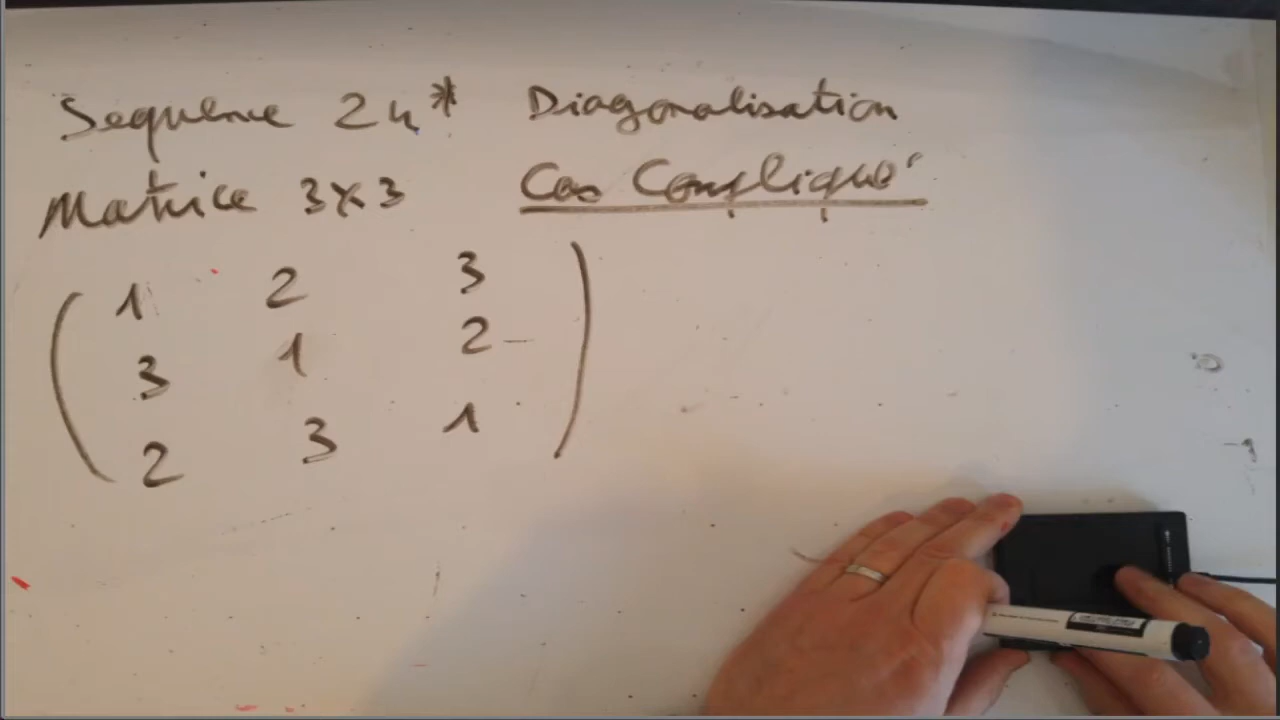 Sequence 24* Diagonalisation
Matrice 3x3 Cas Compliqué
1 2 3
3 1 2
2 3 1